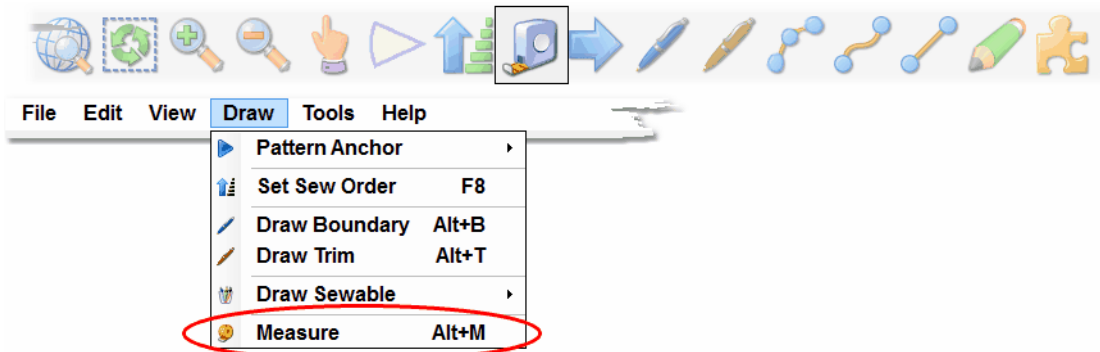 File Edit View Draw Tools Help
Pattern Anchor
Set Sew Order F8
Draw Boundary Alt+B
Draw Trim Alt+T
Draw Sewable
Measure Alt+M